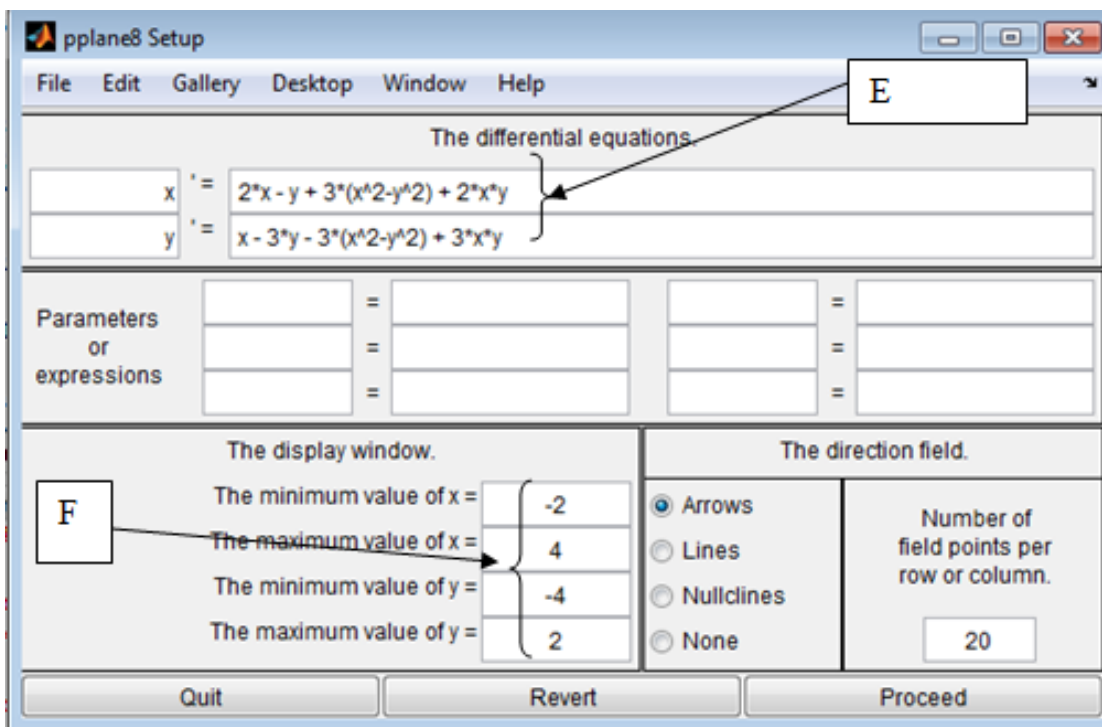 pplane8 Setup
File Edit Gallery Desktop Window Help
E
The differential equations.
x ' = 2*x - y + 3*(x^2-y^2) + 2*x*y
y ' = x - 3*y - 3*(x^2-y^2) + 3*x*y
Parameters
or
expressions
= =
= =
= =
The display window.
The minimum value of x = -2
The maximum value of x = 4
The minimum value of y = -4
The maximum value of y = 2
F
The direction field.
Arrows
Lines
Nullclines
None
Number of
field points per
row or column.
20
Quit Revert Proceed